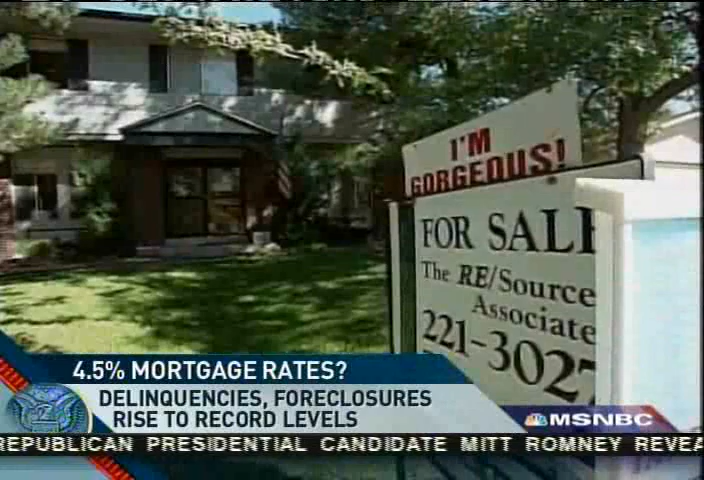 I'M
GORGEOUS!
FOR SALE
The RE/Source
Associate
221-3027
4.5% MORTGAGE RATES?
DELINQUENCIES, FORECLOSURES
RISE TO RECORD LEVELS
MSNBC
REPUBLICAN PRESIDENTIAL CANDIDATE MITT ROMNEY REVEA